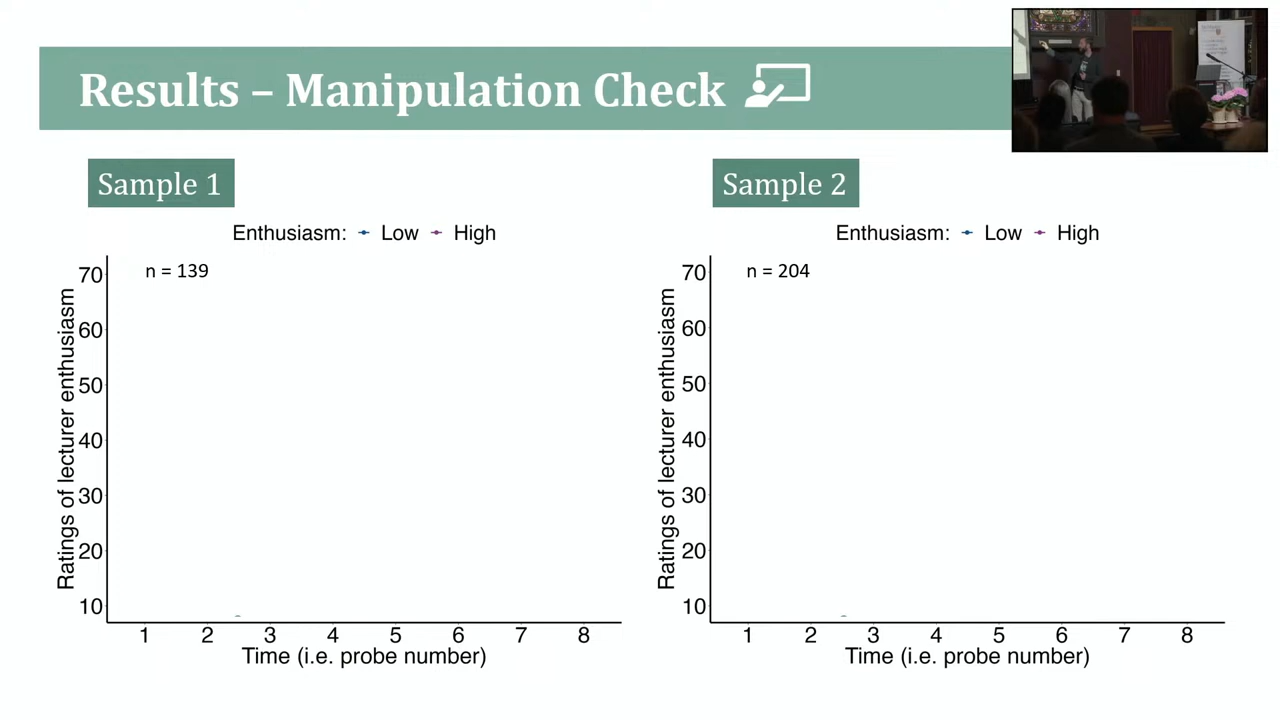 Results – Manipulation Check
Sample 1
Enthusiasm: Low High
n = 139
Ratings of lecturer enthusiasm
70
60
50
40
30
20
10
1 2 3 4 5 6 7 8
Time (i.e. probe number)
Sample 2
Enthusiasm: Low High
n = 204
Ratings of lecturer enthusiasm
70
60
50
40
30
20
10
1 2 3 4 5 6 7 8
Time (i.e. probe number)